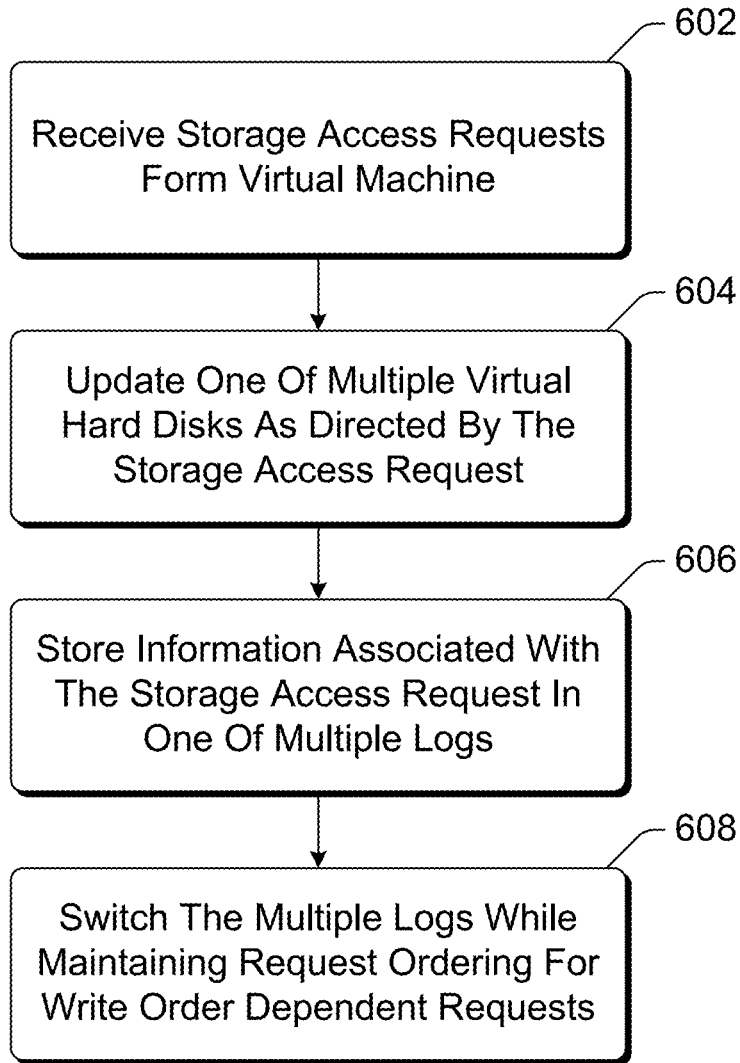 602
Receive Storage Access Requests
Form Virtual Machine
604
Update One Of Multiple Virtual
Hard Disks As Directed By The
Storage Access Request
606
Store Information Associated With
The Storage Access Request In
One Of Multiple Logs
608
Switch The Multiple Logs While
Maintaining Request Ordering For
Write Order Dependent Requests